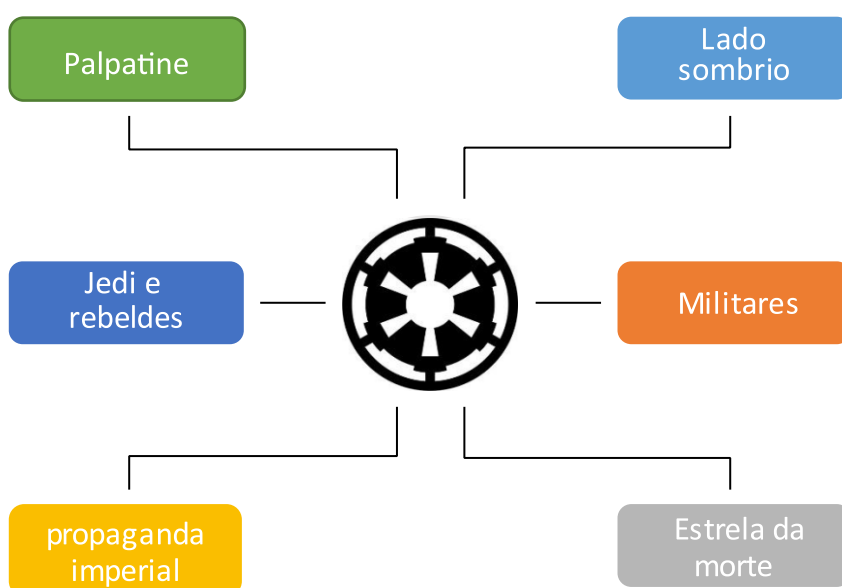 Palpatine
Lado
sombrio
Jedi e
rebeldes
Militares
propaganda
imperial
Estrela da
morte